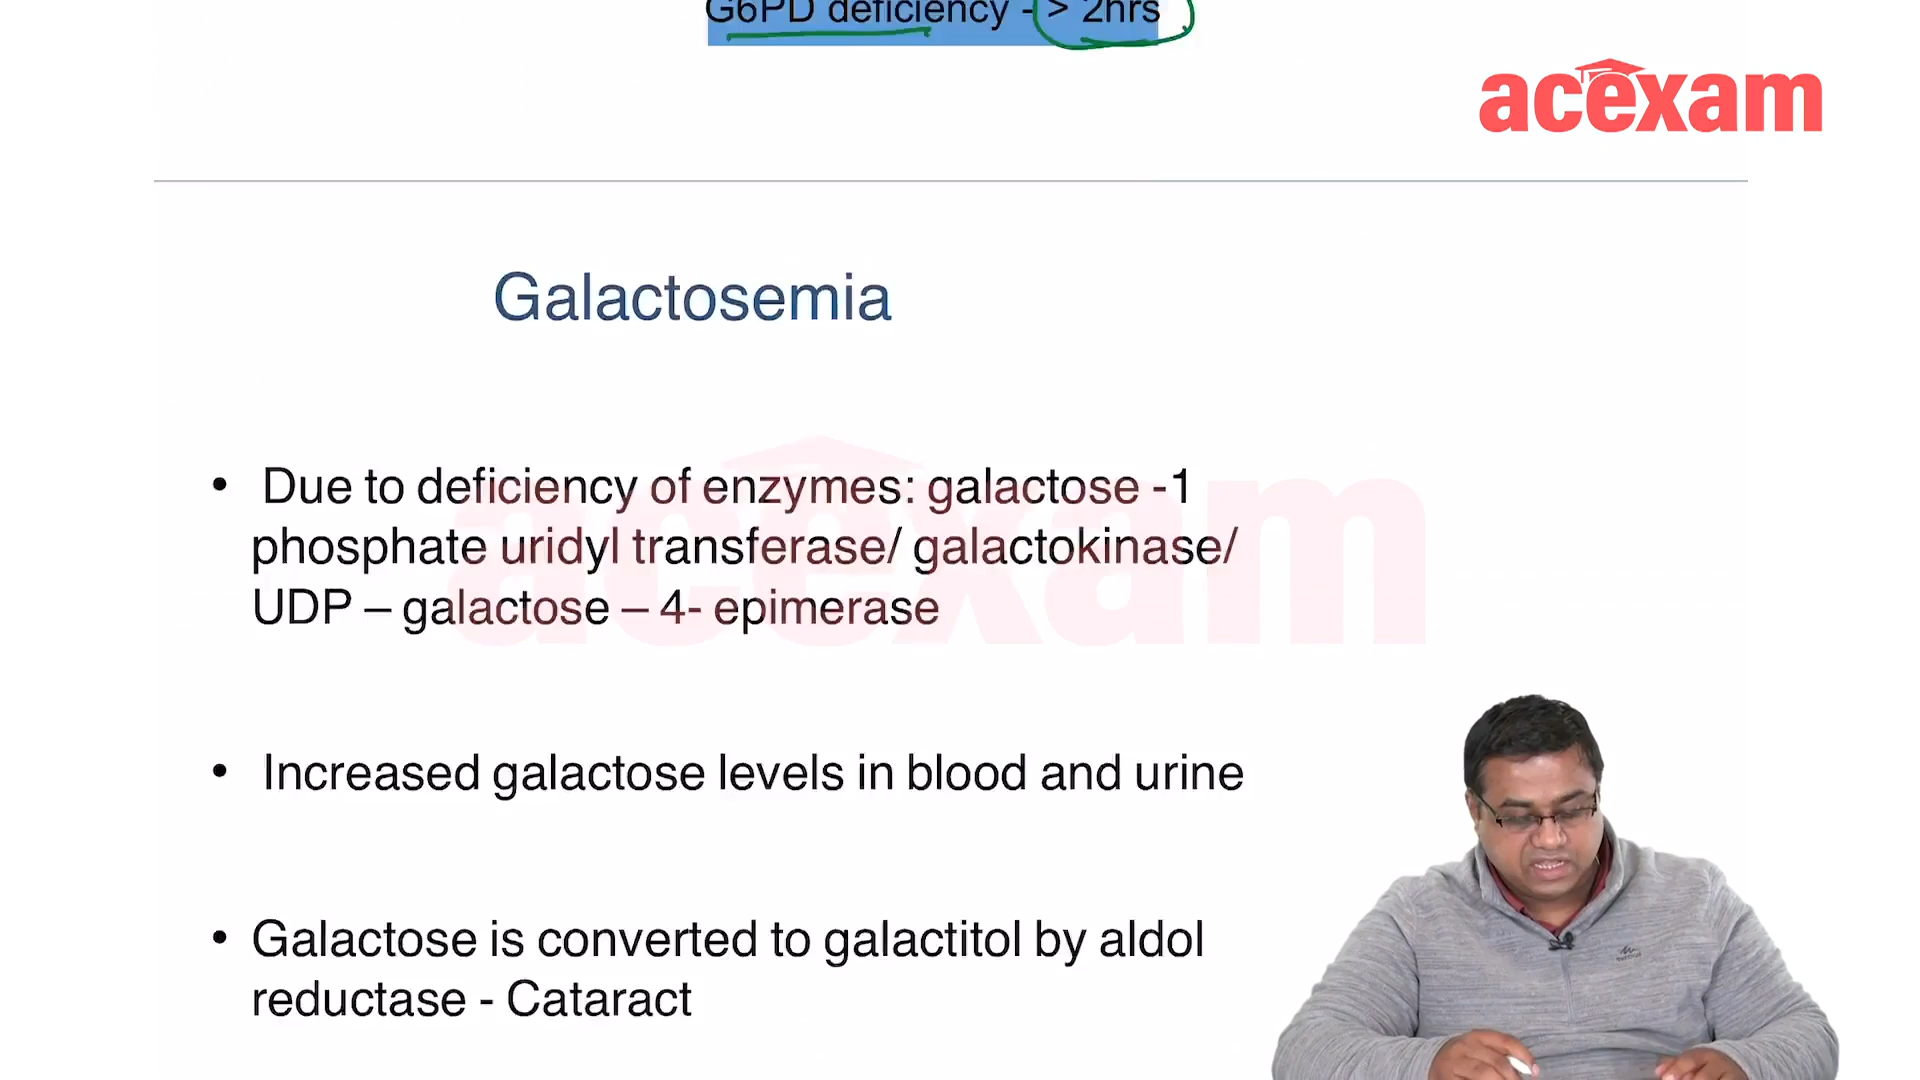 G6PD deficiency - > 2hrs
acexam
Galactosemia
• Due to deficiency of enzymes: galactose -1
phosphate uridyl transferase/ galactokinase/
UDP – galactose – 4- epimerase
acexam
• Increased galactose levels in blood and urine
• Galactose is converted to galactitol by aldol
reductase - Cataract